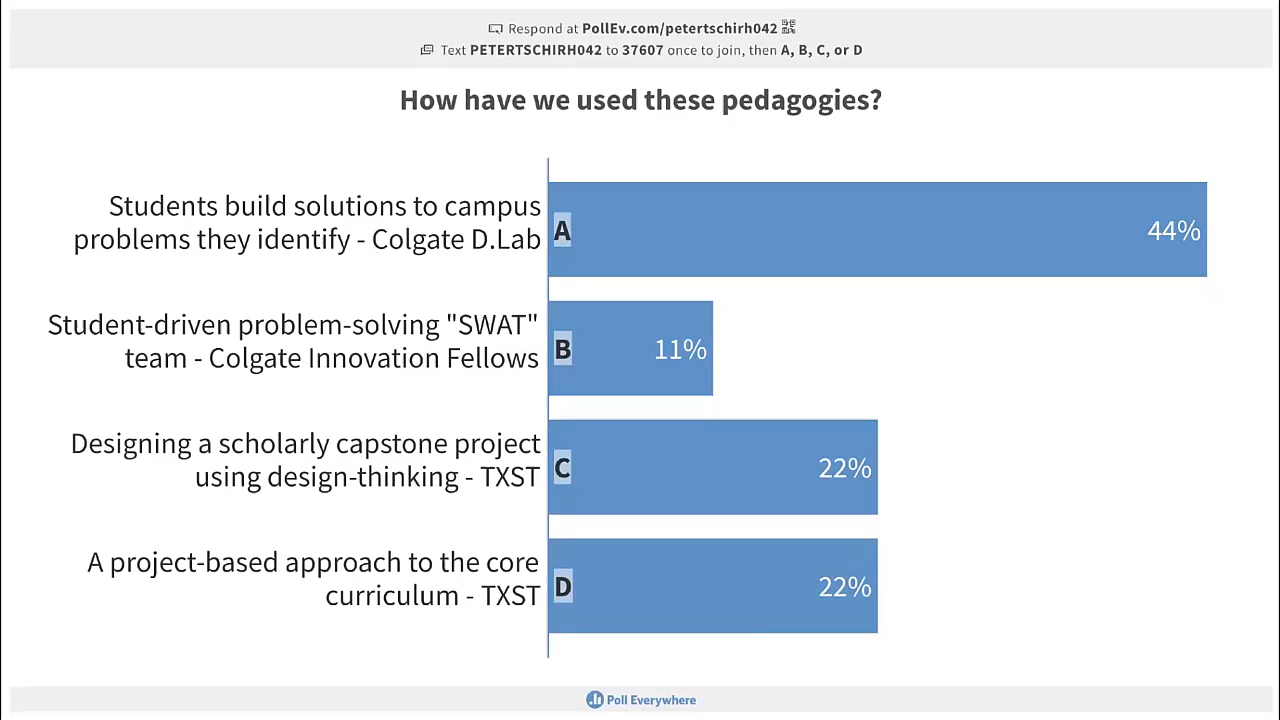 Respond at PollEv.com/petertschirh042
Text PETERTSCHIRH042 to 37607 once to join, then A, B, C, or D
How have we used these pedagogies?
Students build solutions to campus
problems they identify - Colgate D.Lab
A
44%
Student-driven problem-solving "SWAT"
team - Colgate Innovation Fellows
B
11%
Designing a scholarly capstone project
using design-thinking - TXST
C
22%
A project-based approach to the core
curriculum - TXST
D
22%
Poll Everywhere